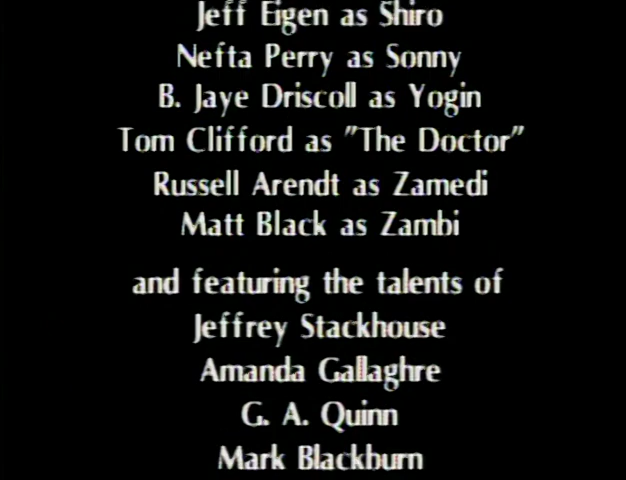 Jeff Eigen as Shiro
Nefta Perry as Sonny
B. Jaye Driscoll as Yogin
Tom Clifford as "The Doctor"
Russell Arendt as Zamedi
Matt Black as Zambi
and featuring the talents of
Jeffrey Stackhouse
Amanda Gallaghre
G. A. Quinn
Mark Blackburn